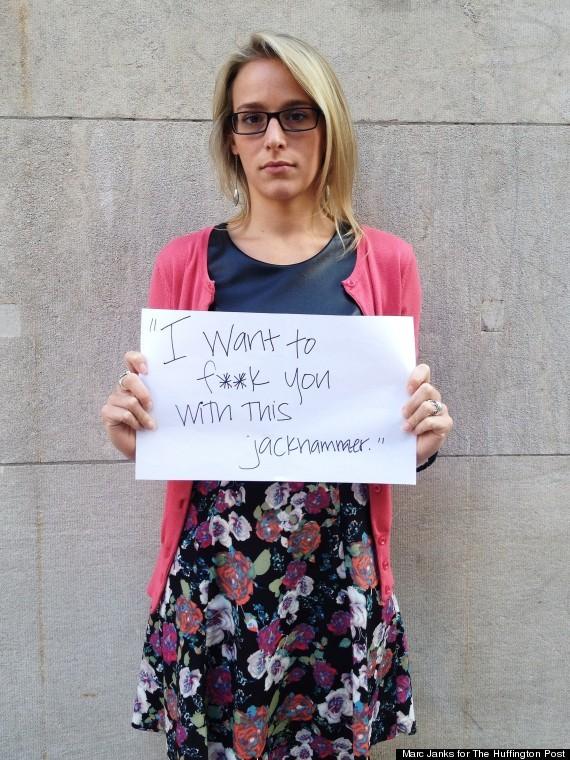 "I want to
f**k you
with this
jackhammer."
Marc Janks for The Huffington Post